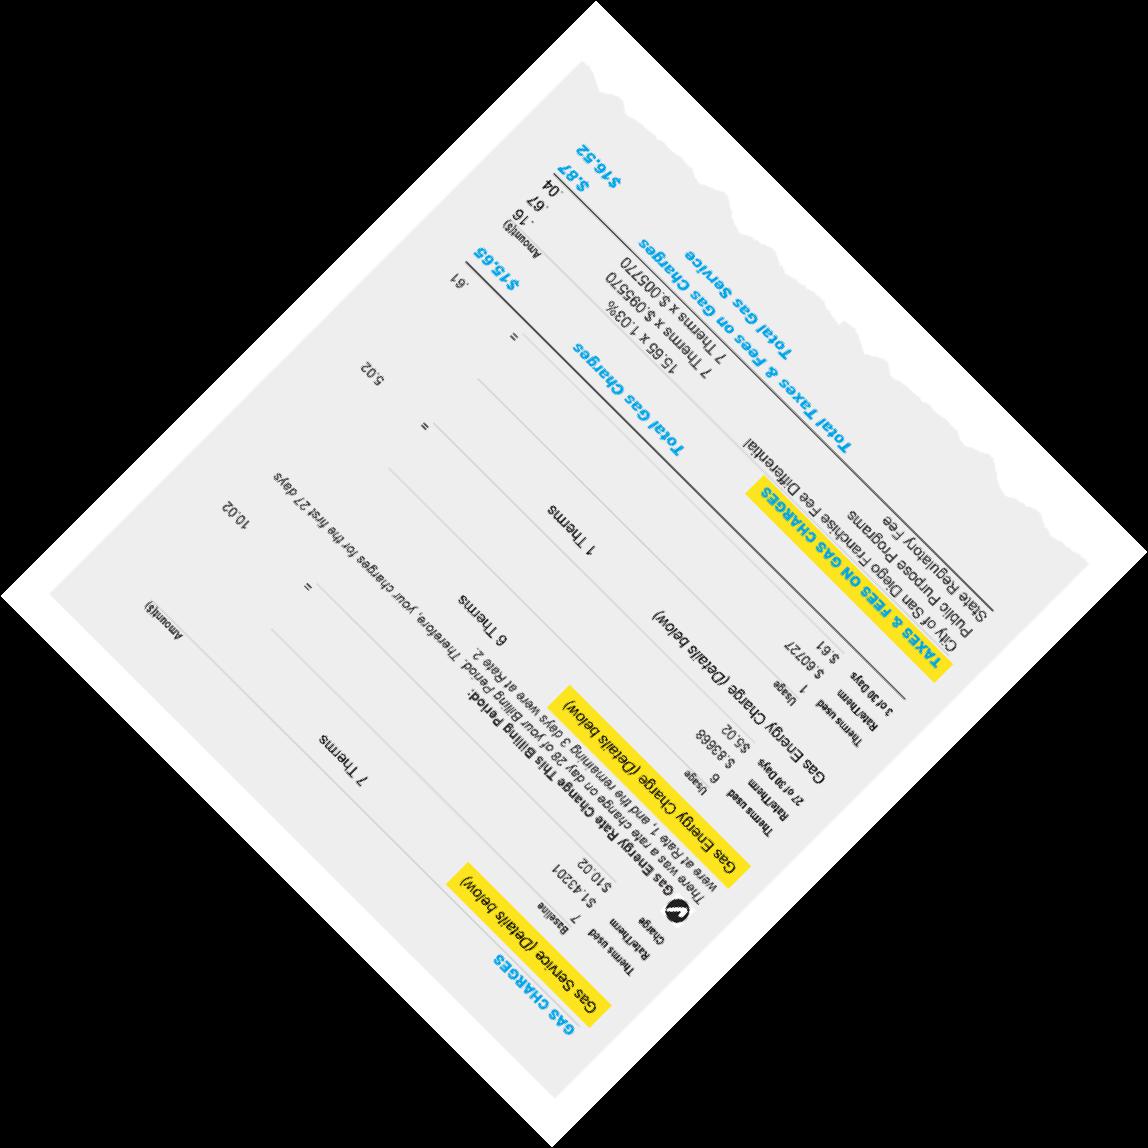 GAS CHARGES
Amount($)
Gas Service (Details below) 7 Therms
Baseline
Therms used 7
Rate/Therm $1.43201
Charge $10.02 = 10.02
Gas Energy Rate Change This Billing Period:
There was a rate change on day 28 of your Billing Period. Therefore, your charges for the first 27 days
were at Rate 1, and the remaining 3 days were at Rate 2.
Gas Energy Charge (Details below) 6 Therms
Usage
Therms used 6
Rate/Therm $.83668
27 of 30 Days $5.02 = 5.02
Gas Energy Charge (Details below) 1 Therms
Usage
Therms used 1
Rate/Therm $.60727
3 of 30 Days $.61 = .61
Total Gas Charges $15.65
TAXES & FEES ON GAS CHARGES
Amount($)
City of San Diego Franchise Fee Differential 15.65 x 1.03% .16
Public Purpose Programs 7 Therms x $.095570 .67
State Regulatory Fee 7 Therms x $.005770 .04
Total Taxes & Fees on Gas Charges $.87
Total Gas Service $16.52